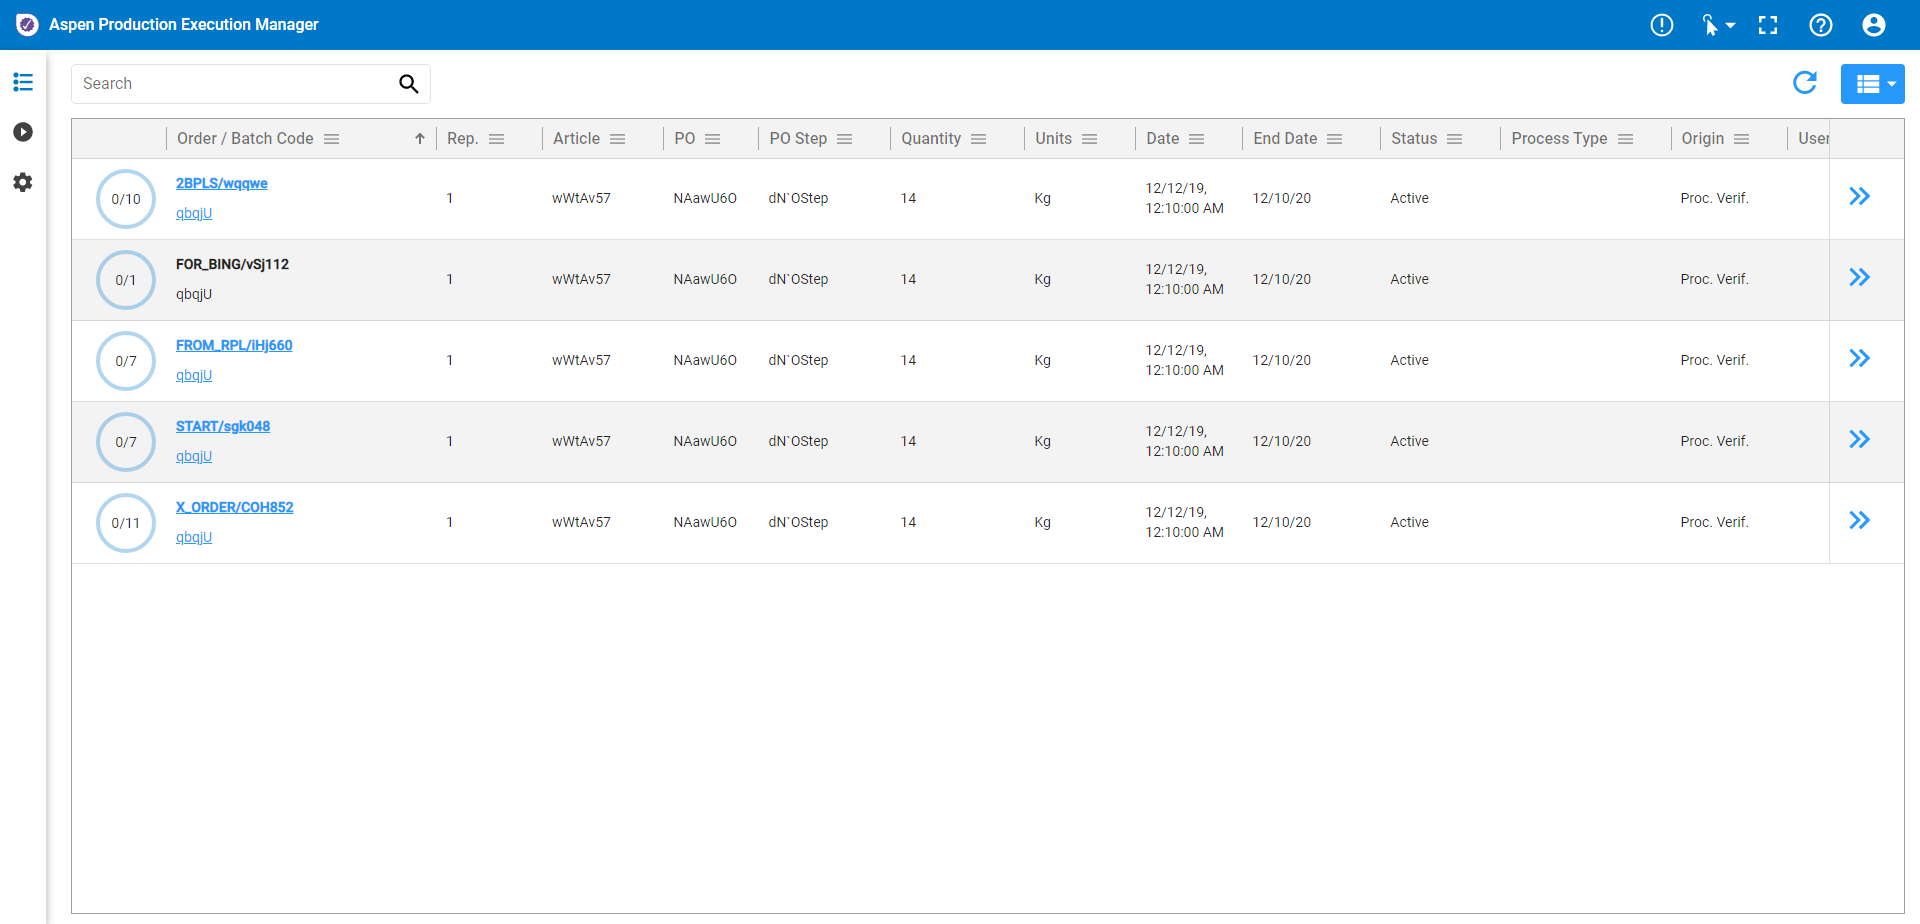 Aspen Production Execution Manager
Search
Order / Batch Code Rep. Article PO PO Step Quantity Units Date End Date Status Process Type Origin User
0/10 2BPLS/wqqwe qbqjU 1 wWtAv57 NAawU6O dN`OStep 14 Kg 12/12/19, 12:10:00 AM 12/10/20 Active Proc. Verif.
0/1 FOR_BING/vSj112 qbqjU 1 wWtAv57 NAawU6O dN`OStep 14 Kg 12/12/19, 12:10:00 AM 12/10/20 Active Proc. Verif.
0/7 FROM_RPL/iHj660 qbqjU 1 wWtAv57 NAawU6O dN`OStep 14 Kg 12/12/19, 12:10:00 AM 12/10/20 Active Proc. Verif.
0/7 START/sgk048 qbqjU 1 wWtAv57 NAawU6O dN`OStep 14 Kg 12/12/19, 12:10:00 AM 12/10/20 Active Proc. Verif.
0/11 X_ORDER/COH852 qbqjU 1 wWtAv57 NAawU6O dN`OStep 14 Kg 12/12/19, 12:10:00 AM 12/10/20 Active Proc. Verif.